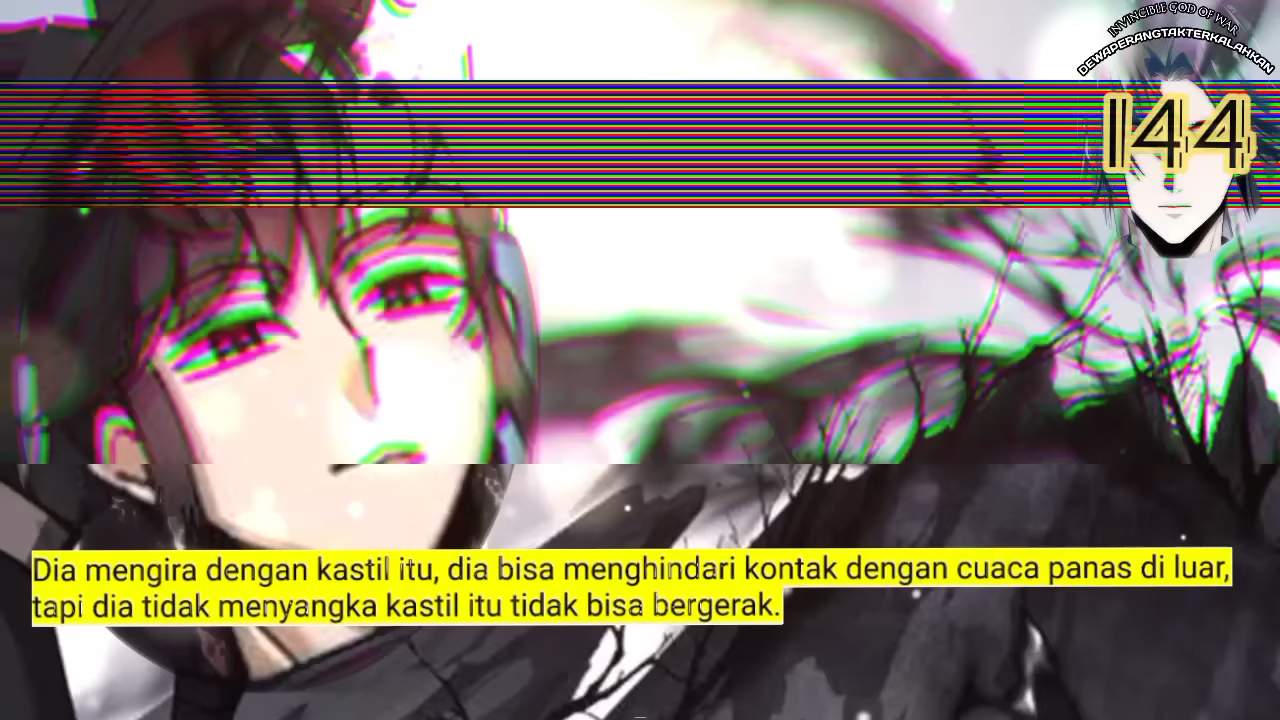 INVINCIBLE GOD OF WAR
DEWAPERANGTAKTERKALAHKAN
144
Dia mengira dengan kastil itu, dia bisa menghindari kontak dengan cuaca panas di luar,
tapi dia tidak menyangka kastil itu tidak bisa bergerak.